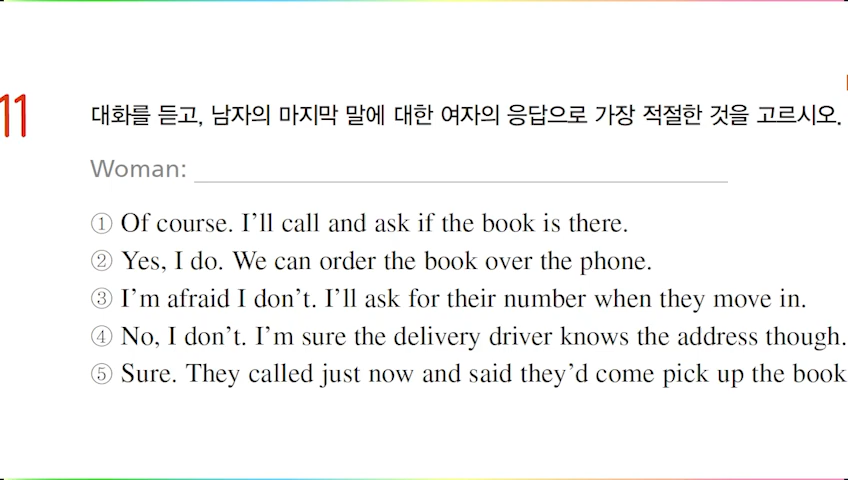 11
대화를 듣고, 남자의 마지막 말에 대한 여자의 응답으로 가장 적절한 것을 고르시오.
Woman:
① Of course. I’ll call and ask if the book is there.
② Yes, I do. We can order the book over the phone.
③ I’m afraid I don’t. I’ll ask for their number when they move in.
④ No, I don’t. I’m sure the delivery driver knows the address though.
⑤ Sure. They called just now and said they’d come pick up the book